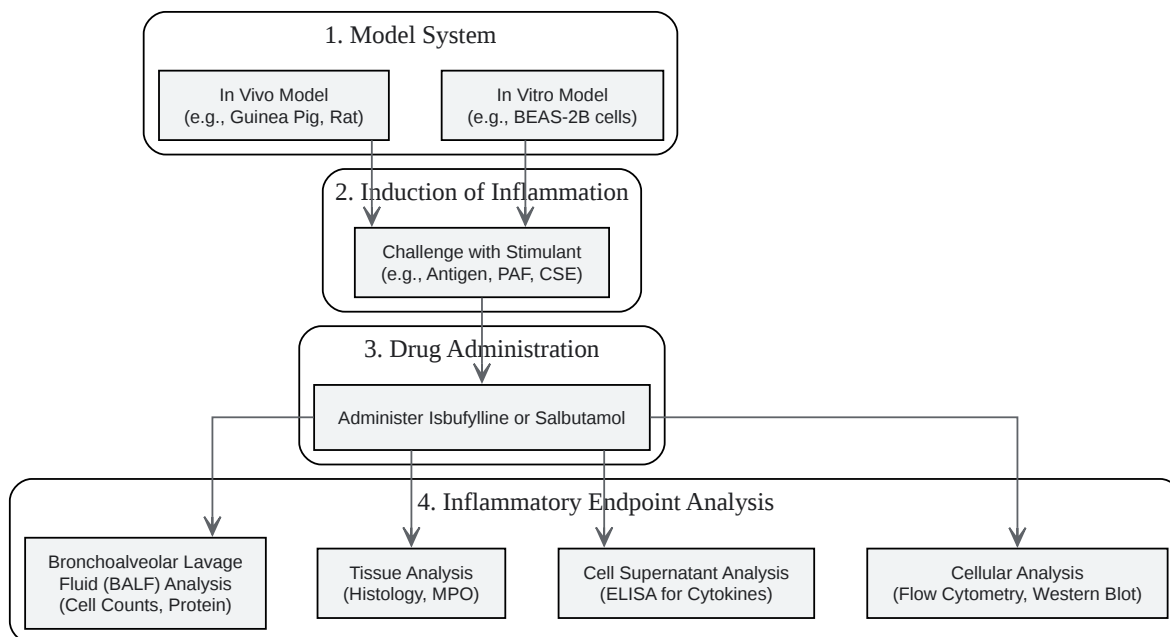 1. Model System
In Vivo Model
(e.g., Guinea Pig, Rat)
In Vitro Model
(e.g., BEAS-2B cells)
2. Induction of Inflammation
Challenge with Stimulant
(e.g., Antigen, PAF, CSE)
3. Drug Administration
Administer Isbufylline or Salbutamol
4. Inflammatory Endpoint Analysis
Bronchoalveolar Lavage
Fluid (BALF) Analysis
(Cell Counts, Protein)
Tissue Analysis
(Histology, MPO)
Cell Supernatant Analysis
(ELISA for Cytokines)
Cellular Analysis
(Flow Cytometry, Western Blot)